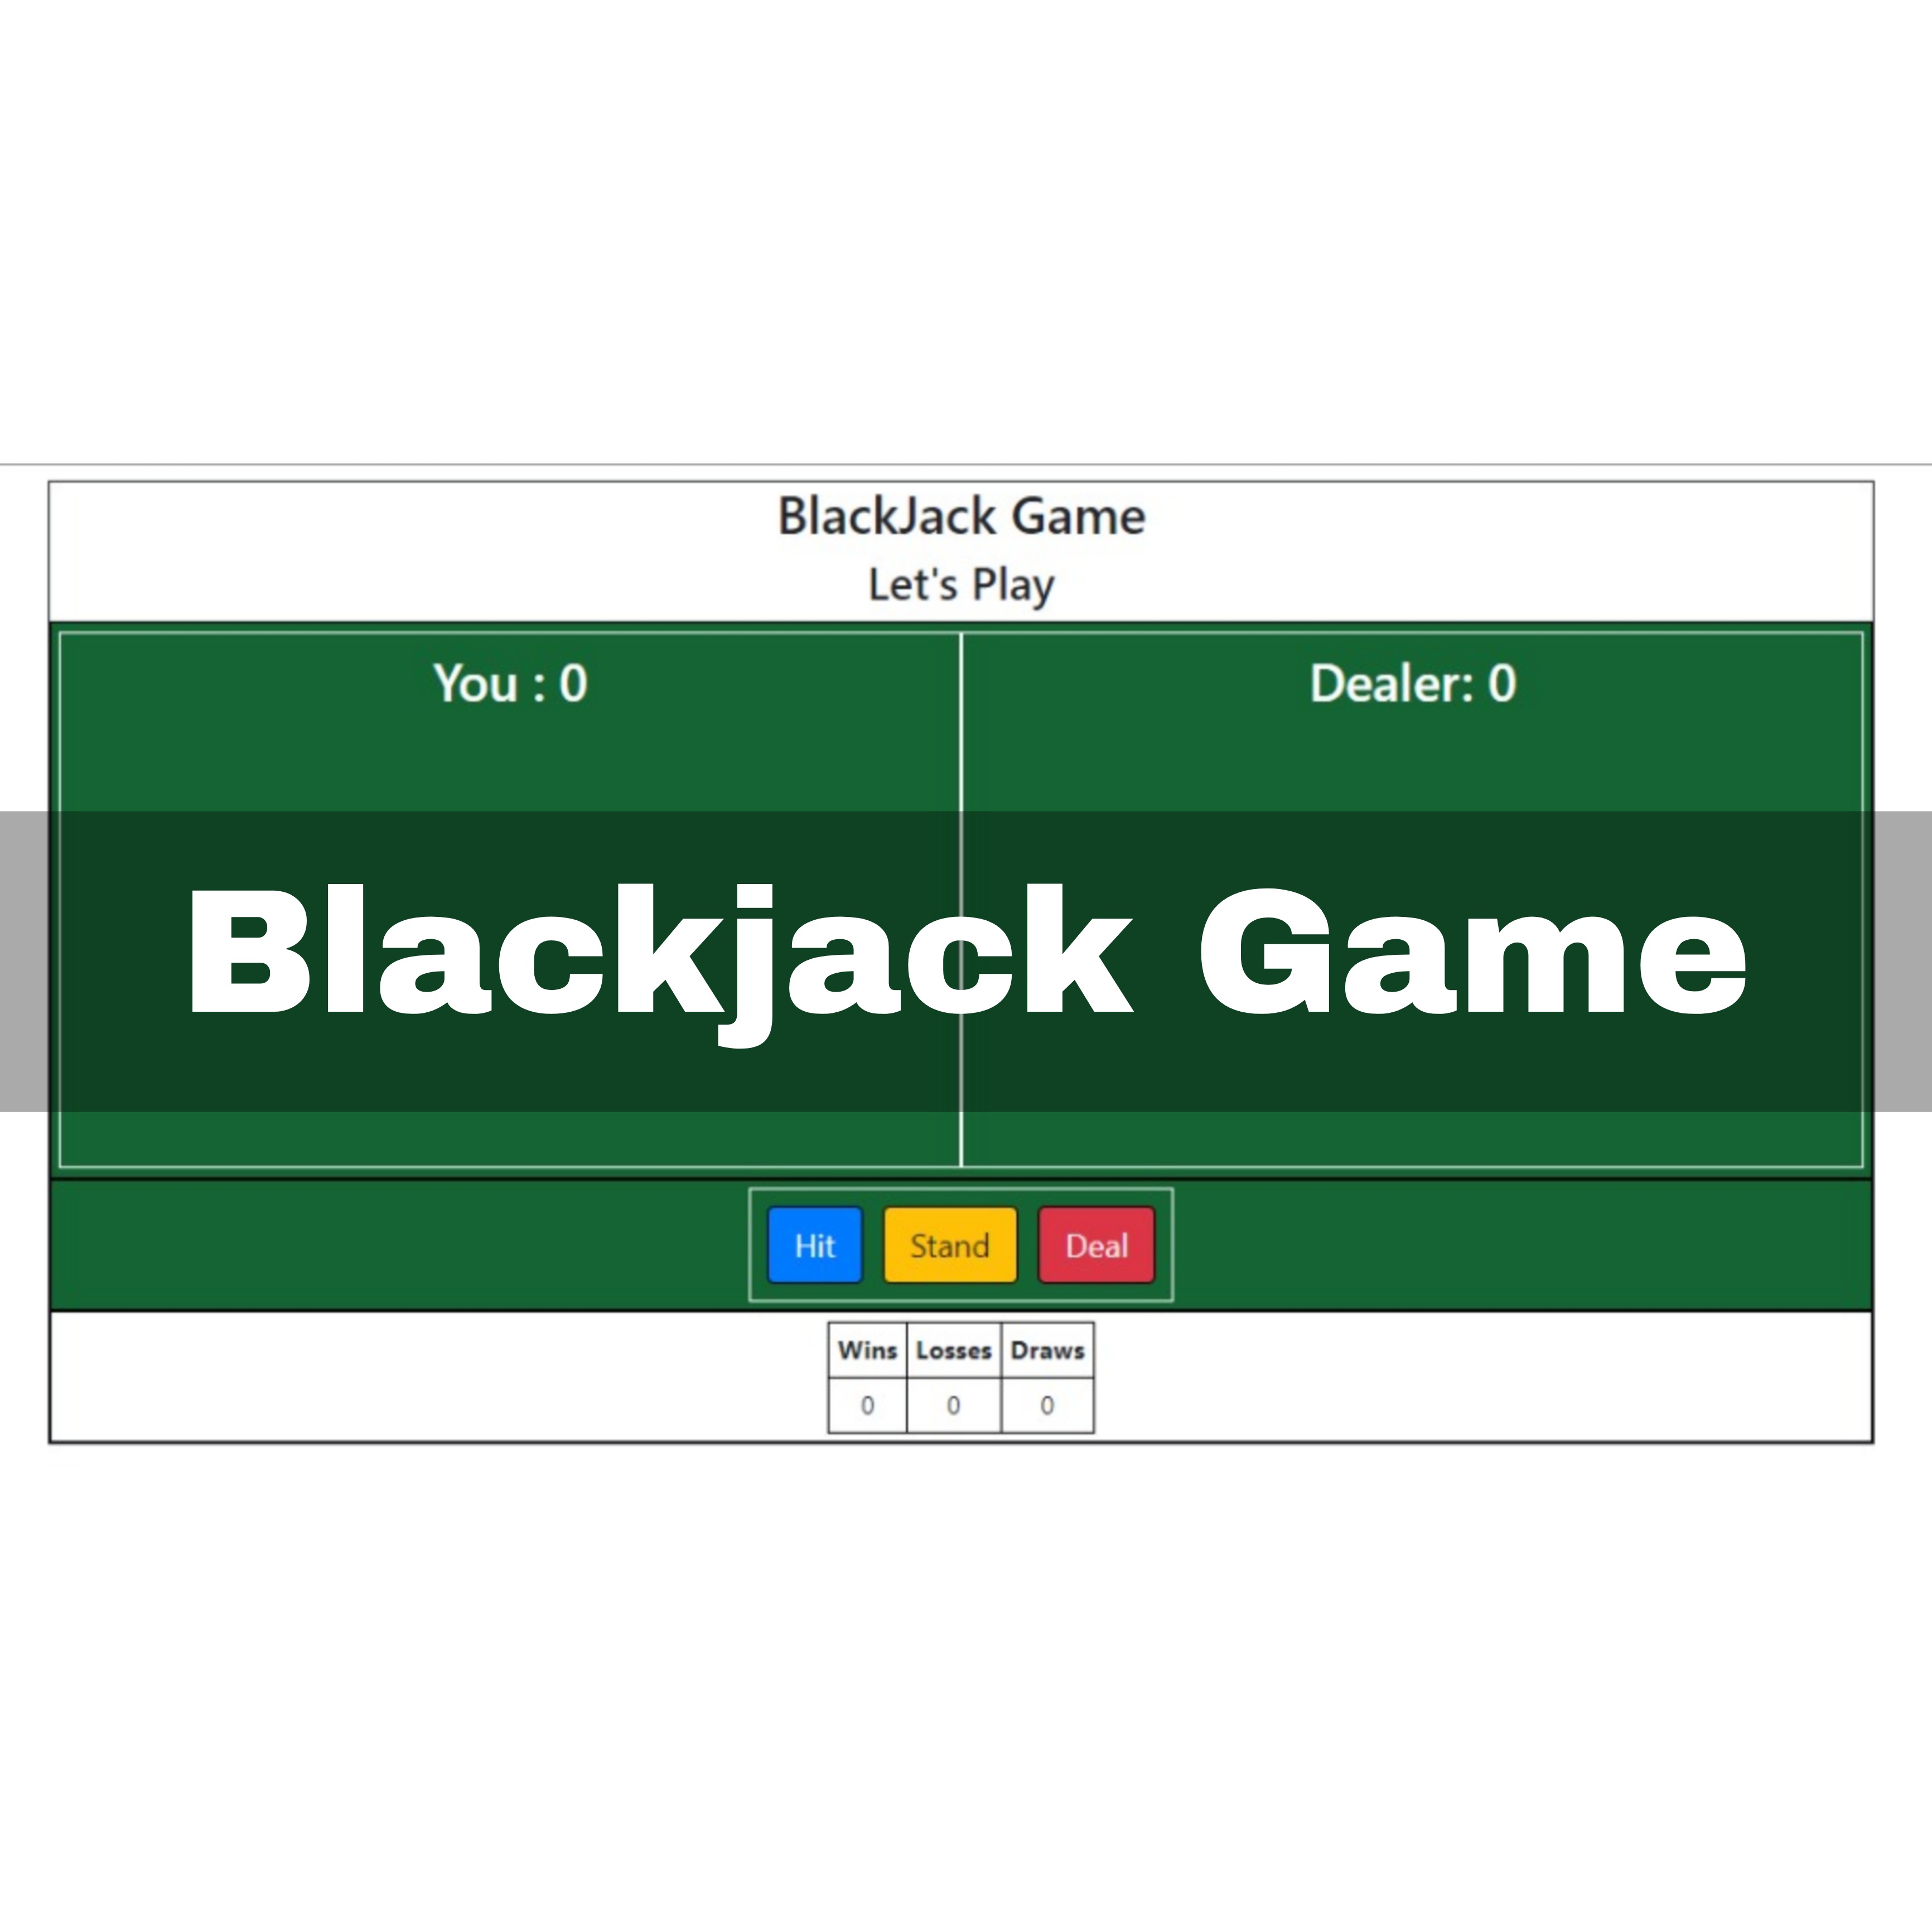 BlackJack Game
Let's Play
You : 0 Dealer: 0
Blackjack Game
Hit Stand Deal
Wins Losses Draws
0 0 0